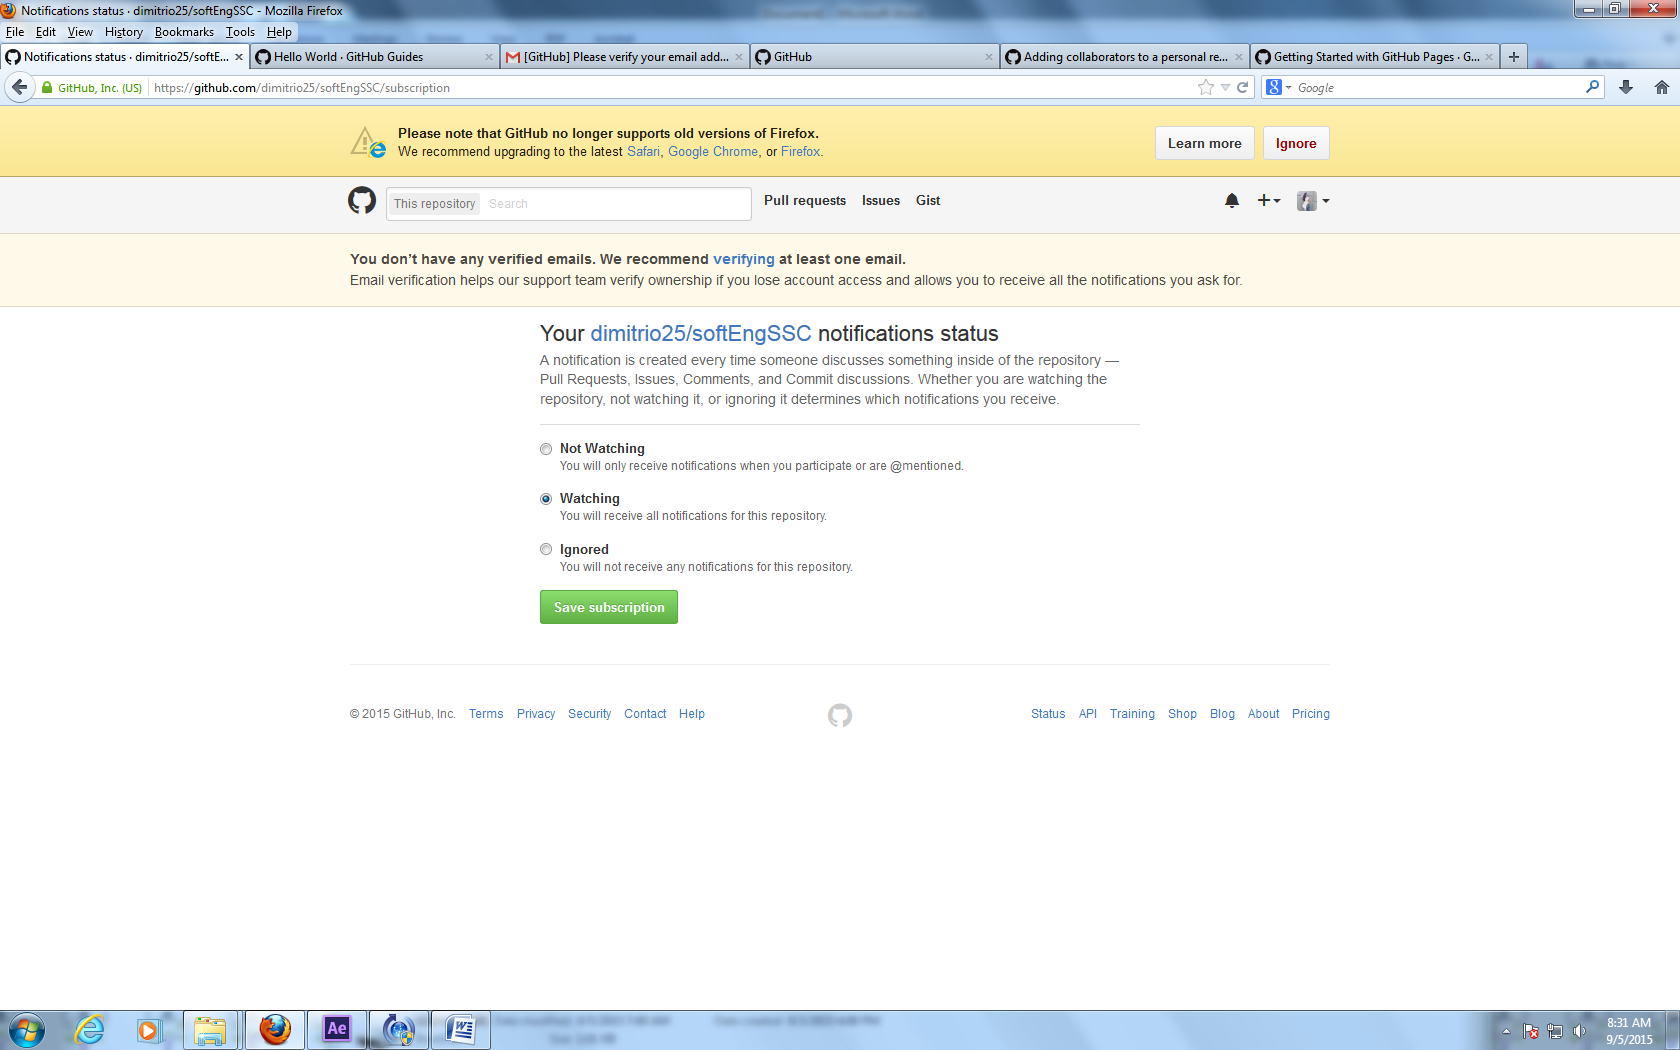 Notifications status · dimitrio25/softEngSSC - Mozilla Firefox
File Edit View History Bookmarks Tools Help
Notifications status · dimitrio25/softE... × Hello World · GitHub Guides × [GitHub] Please verify your email add... × GitHub × Adding collaborators to a personal re... × Getting Started with GitHub Pages · G... × +
GitHub, Inc. (US) https://github.com/dimitrio25/softEngSSC/subscription Google
Please note that GitHub no longer supports old versions of Firefox.
We recommend upgrading to the latest Safari, Google Chrome, or Firefox.
Learn more Ignore
This repository Search Pull requests Issues Gist
You don’t have any verified emails. We recommend verifying at least one email.
Email verification helps our support team verify ownership if you lose account access and allows you to receive all the notifications you ask for.
Your dimitrio25/softEngSSC notifications status
A notification is created every time someone discusses something inside of the repository —
Pull Requests, Issues, Comments, and Commit discussions. Whether you are watching the
repository, not watching it, or ignoring it determines which notifications you receive.
Not Watching
You will only receive notifications when you participate or are @mentioned.
Watching
You will receive all notifications for this repository.
Ignored
You will not receive any notifications for this repository.
Save subscription
© 2015 GitHub, Inc. Terms Privacy Security Contact Help Status API Training Shop Blog About Pricing
Ae
8:31 AM
9/5/2015